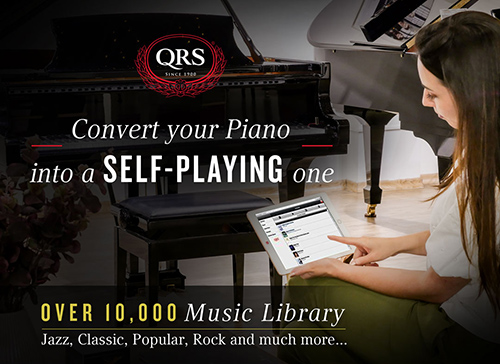 QRS
SINCE 1900
Convert your Piano
into a SELF-PLAYING one
OVER 10,000 Music Library
Jazz, Classic, Popular, Rock and much more...